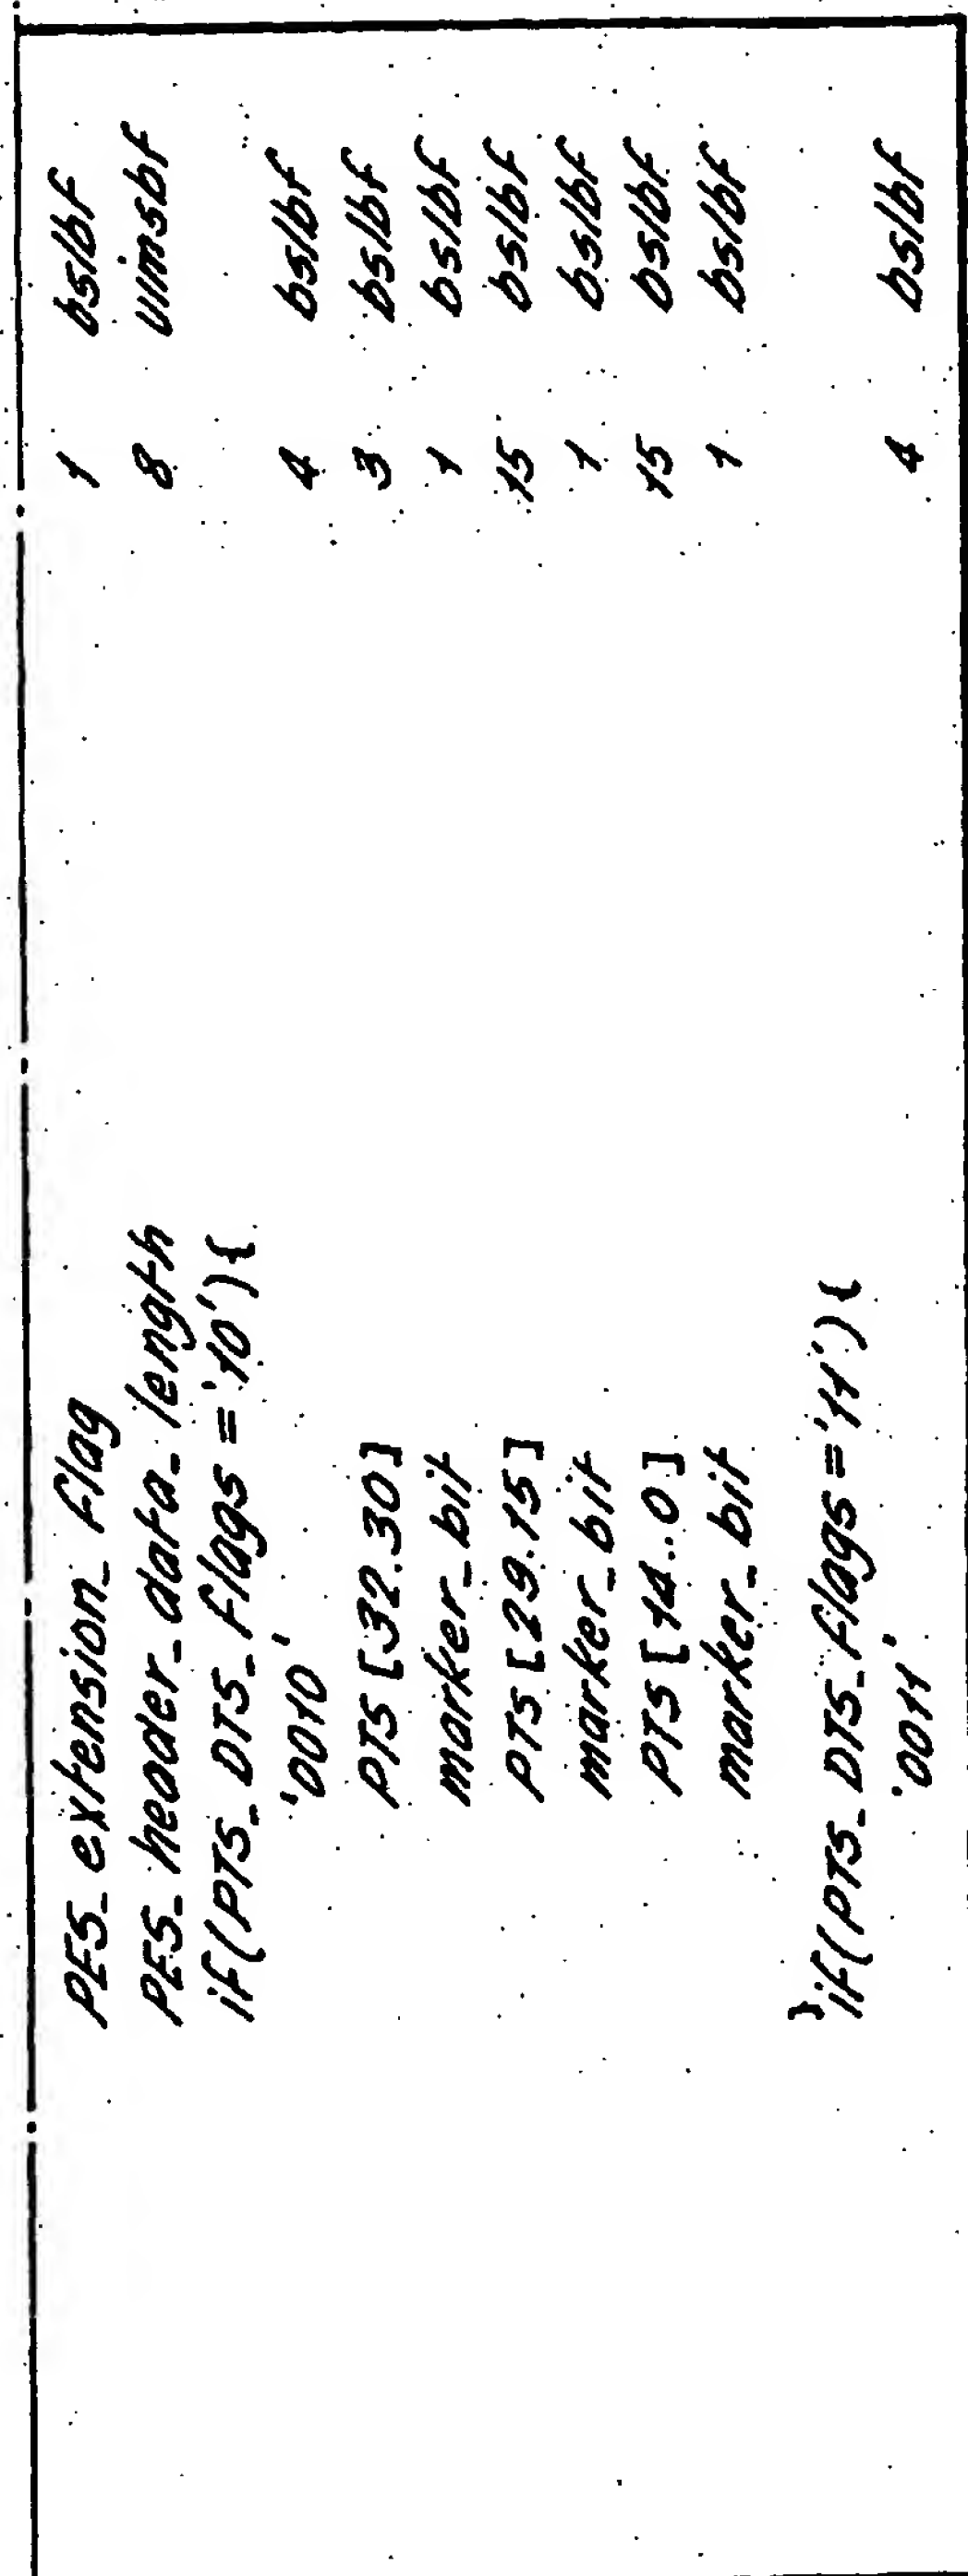 PES_extension_flag 1 bslbf
PES_header_data_length 8 uimsbf
if(PTS_DTS_flags='10'){
'0010' 4 bslbf
PTS[32.30] 3 bslbf
marker_bit 1 bslbf
PTS[29.15] 15 bslbf
marker_bit 1 bslbf
PTS[14..0] 15 bslbf
marker_bit 1 bslbf
}
if(PTS_DTS_flags='11'){
'0011' 4 bslbf